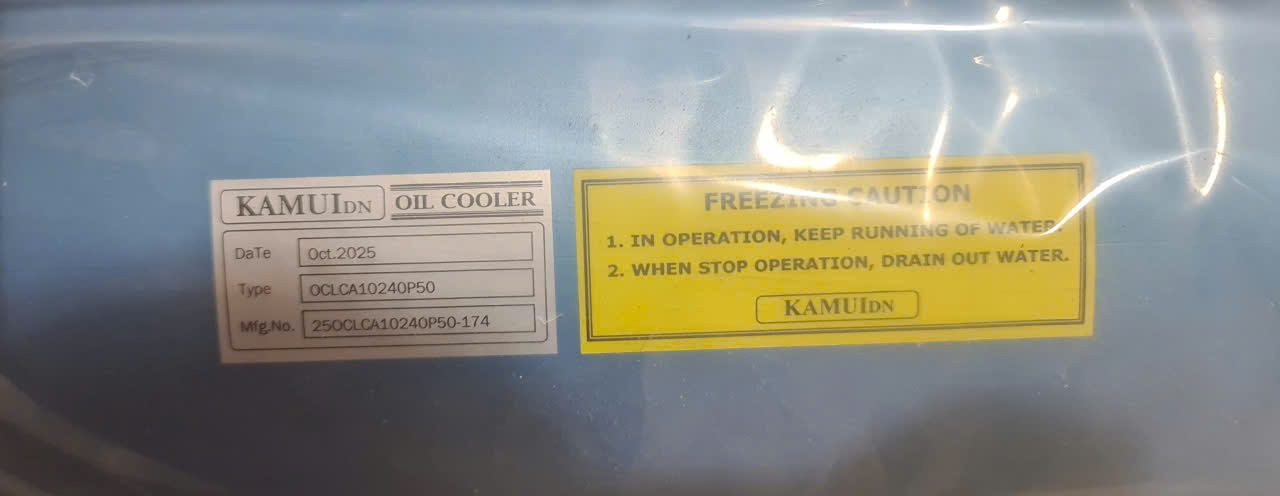 KAMUIDN OIL COOLER
DaTe Oct.2025
Type OCLCA10240P50
Mfg.No. 25OCLCA10240P50-174
FREEZING CAUTION
1. IN OPERATION, KEEP RUNNING OF WATER
2. WHEN STOP OPERATION, DRAIN OUT WATER.
KAMUIDN